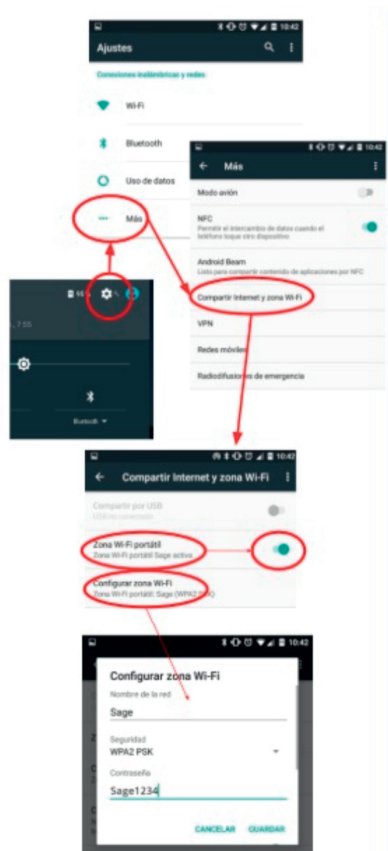 10:42
Ajustes
Conexiones inalámbricas y redes
Wi-Fi
Bluetooth
Uso de datos
Más
10:42
Más
Modo avión
NFC
Permitir el intercambio de datos cuando el
teléfono toque otro dispositivo
Android Beam
Listo para compartir contenido de aplicaciones por NFC
Compartir Internet y zona Wi-Fi
VPN
Redes móviles
Radiodifusiones de emergencia
Bluetooth
10:42
Compartir Internet y zona Wi-Fi
Compartir por USB
USB no conectado
Zona Wi-Fi portátil
Zona Wi-Fi portátil Sage activa
Configurar zona Wi-Fi
Zona Wi-Fi portátil: Sage (WPA2 PSK)
10:42
Configurar zona Wi-Fi
Nombre de la red
Sage
Seguridad
WPA2 PSK
Contraseña
Sage1234
CANCELAR GUARDAR